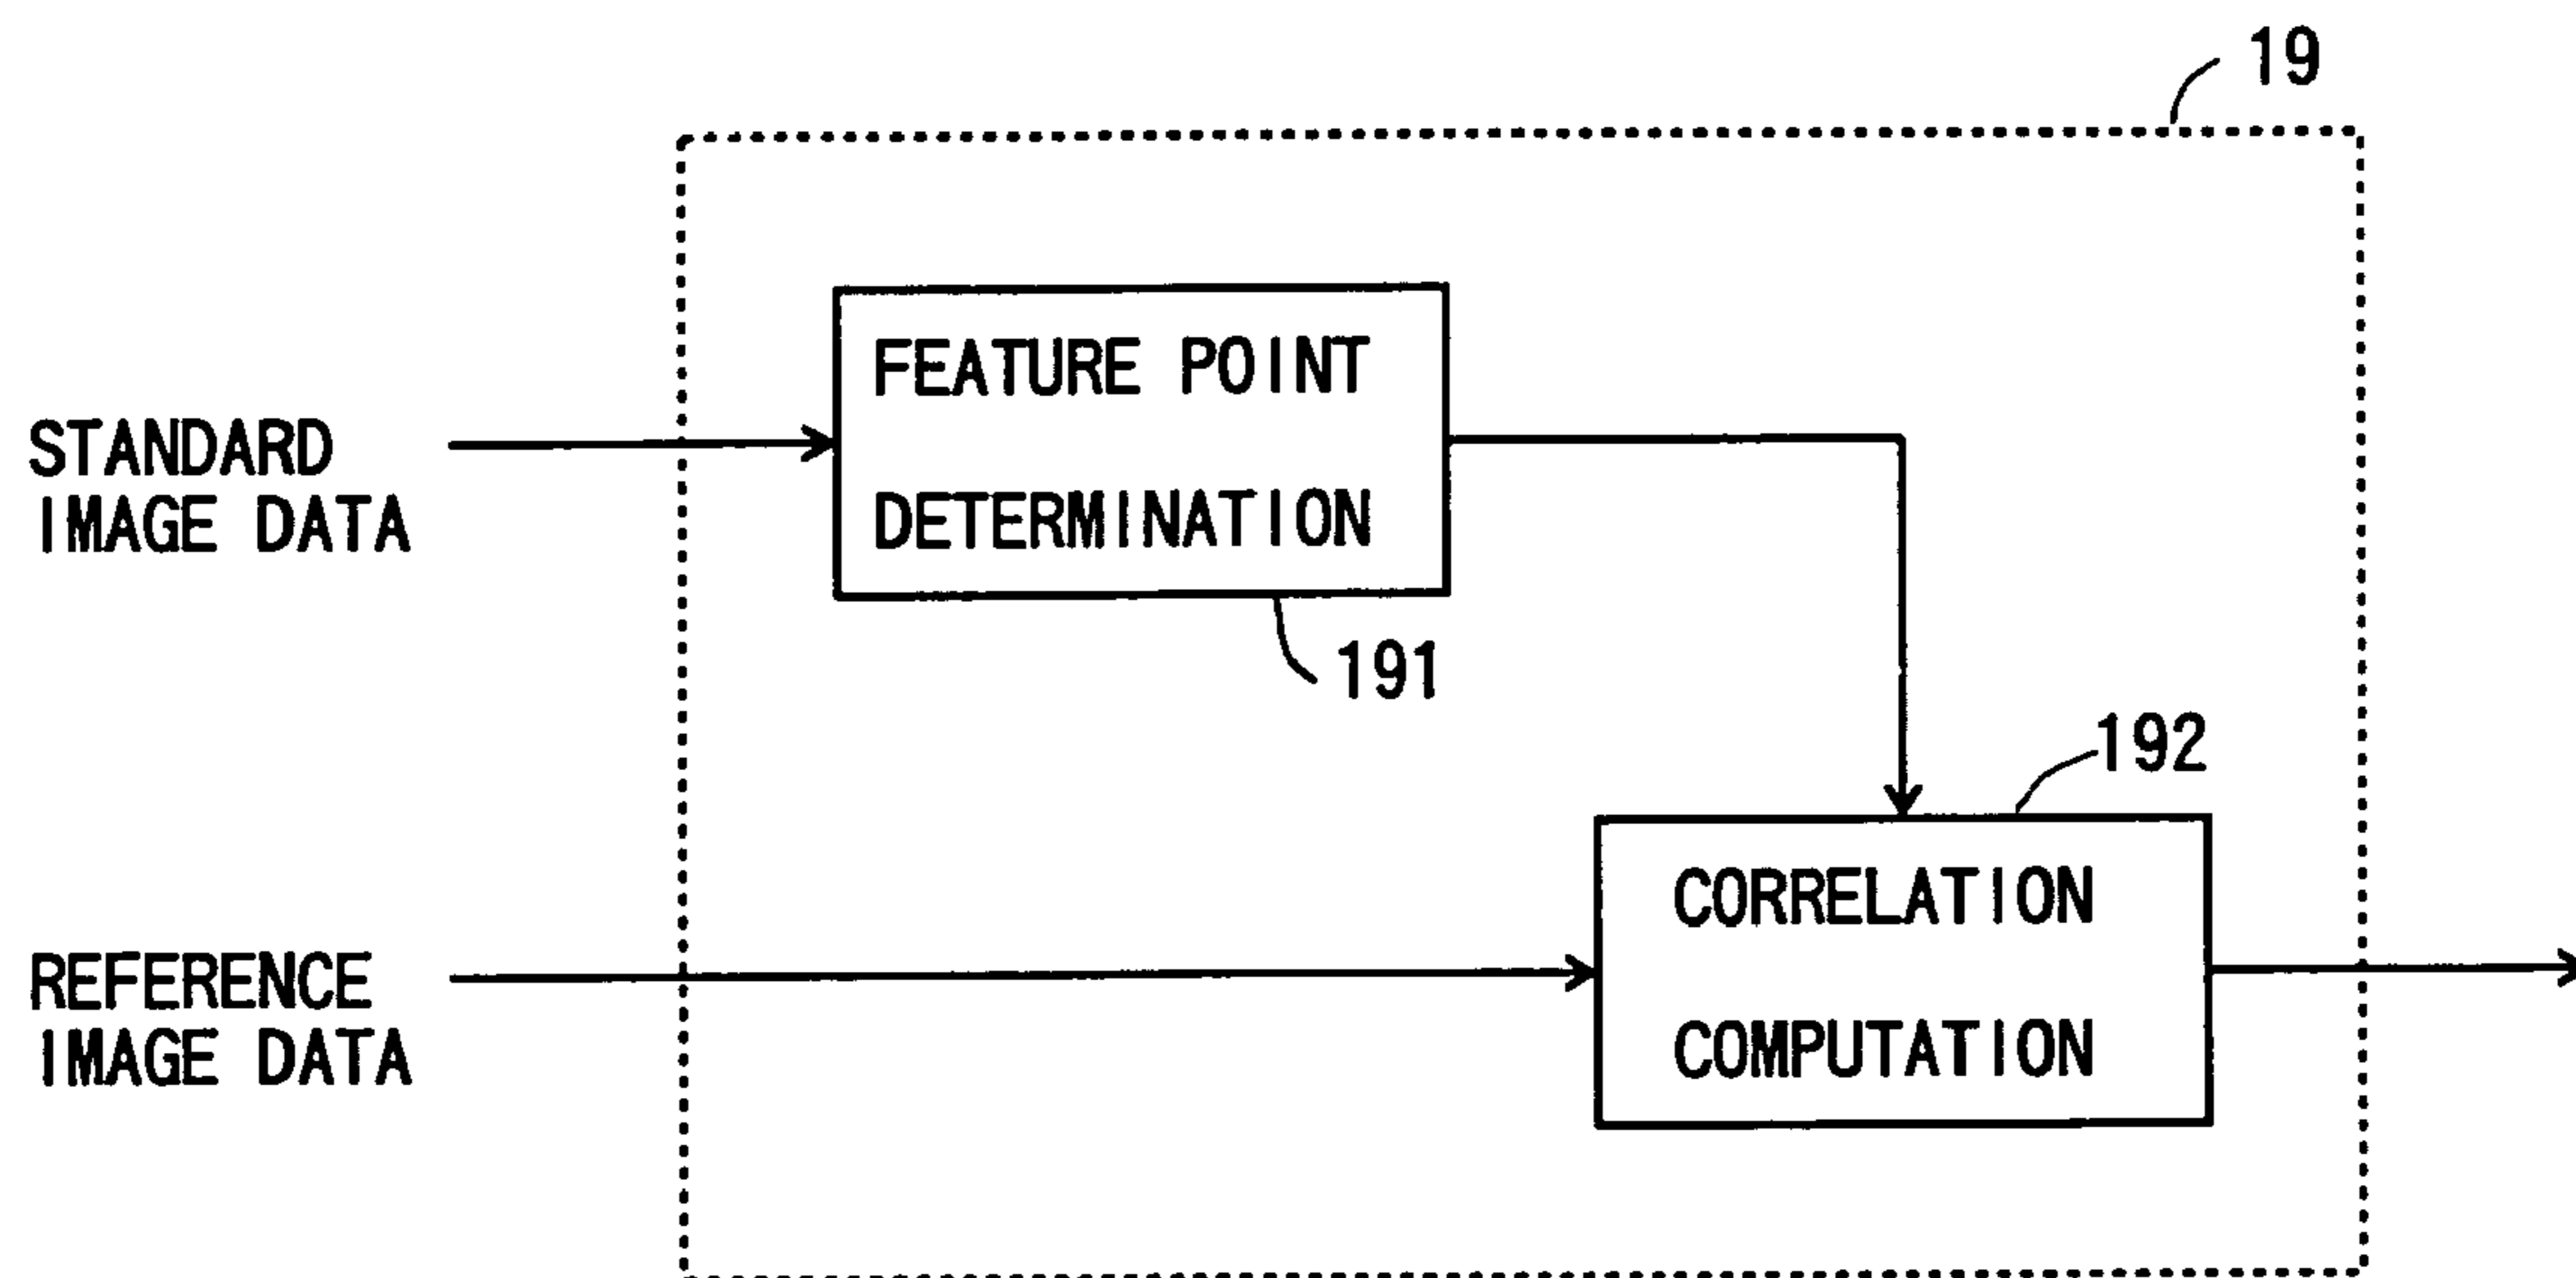 19
FEATURE POINT
DETERMINATION
STANDARD
IMAGE DATA
191
192
CORRELATION
COMPUTATION
REFERENCE
IMAGE DATA